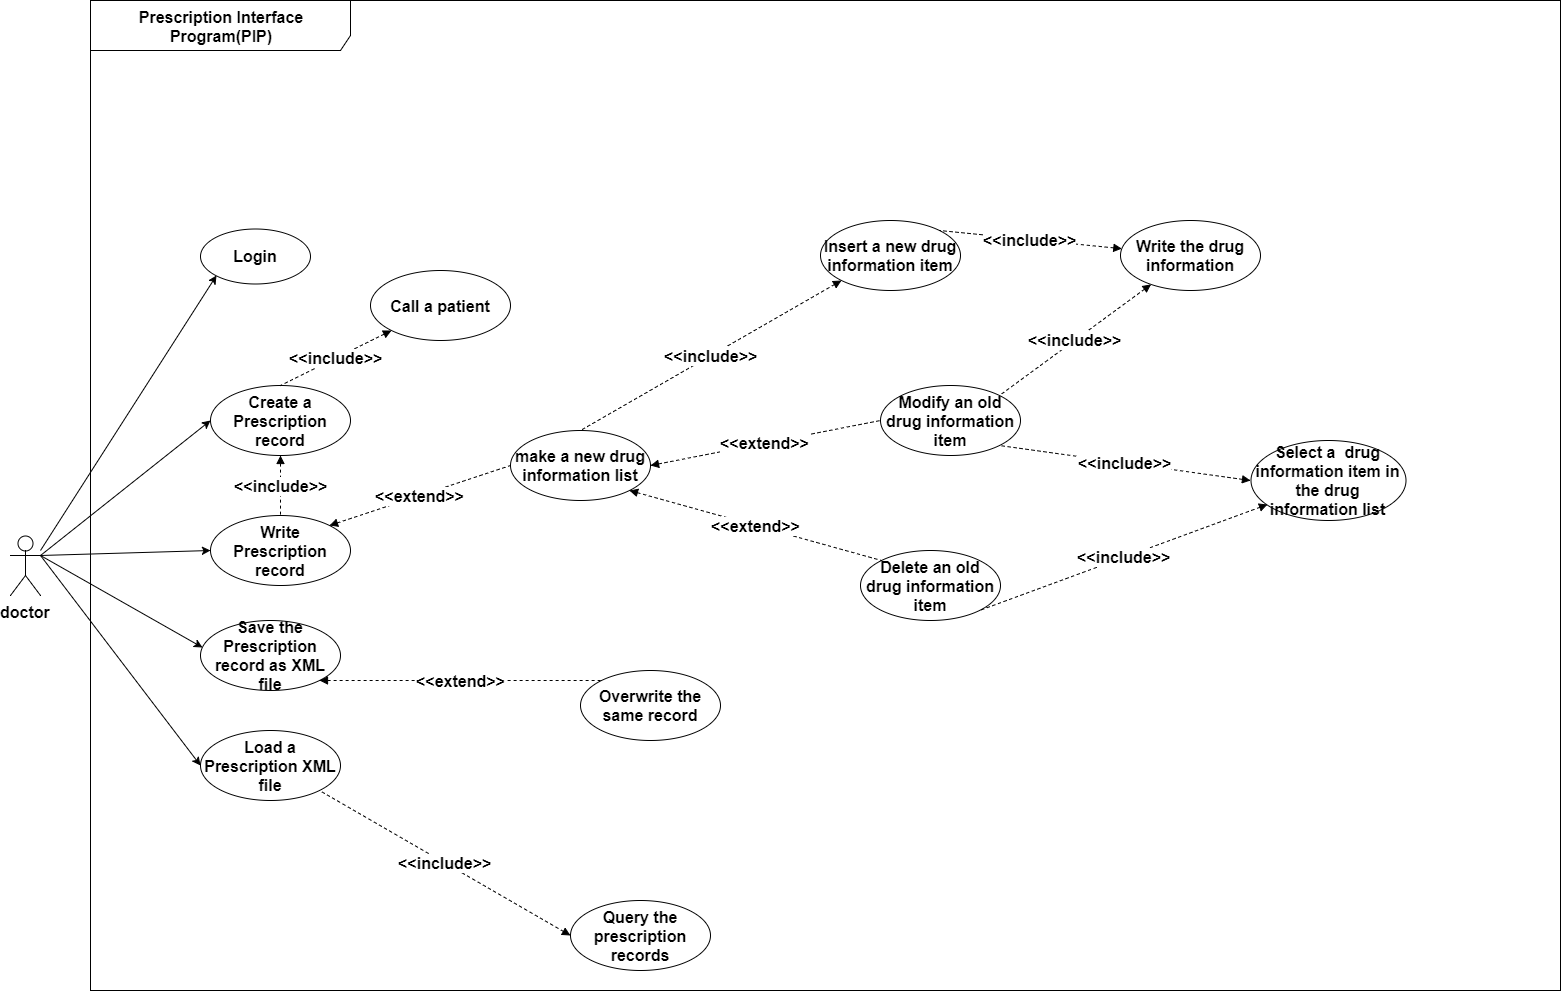 Prescription Interface
Program(PIP)
Login
Call a patient
<<include>>
Create a
Prescription
record
<<include>>
Write
Prescription
record
<<extend>>
make a new drug
information list
<<include>>
Insert a new drug
information item
<<include>>
Write the drug
information
<<include>>
Modify an old
drug information
item
<<extend>>
<<include>>
Select a  drug
information item in
the drug
information list
<<extend>>
Delete an old
drug information
item
<<include>>
doctor
Save the
Prescription
record as XML
file
<<extend>>
Overwrite the
same record
Load a
Prescription XML
file
<<include>>
Query the
prescription
records